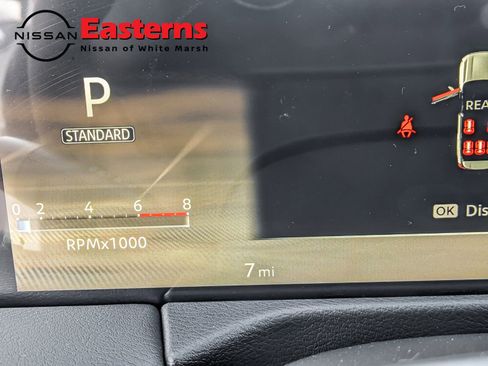 NISSAN
Easterns
Nissan of White Marsh
P
STANDARD
REA
OK Dis
0 2 4 6 8
RPMx1000
7 mi